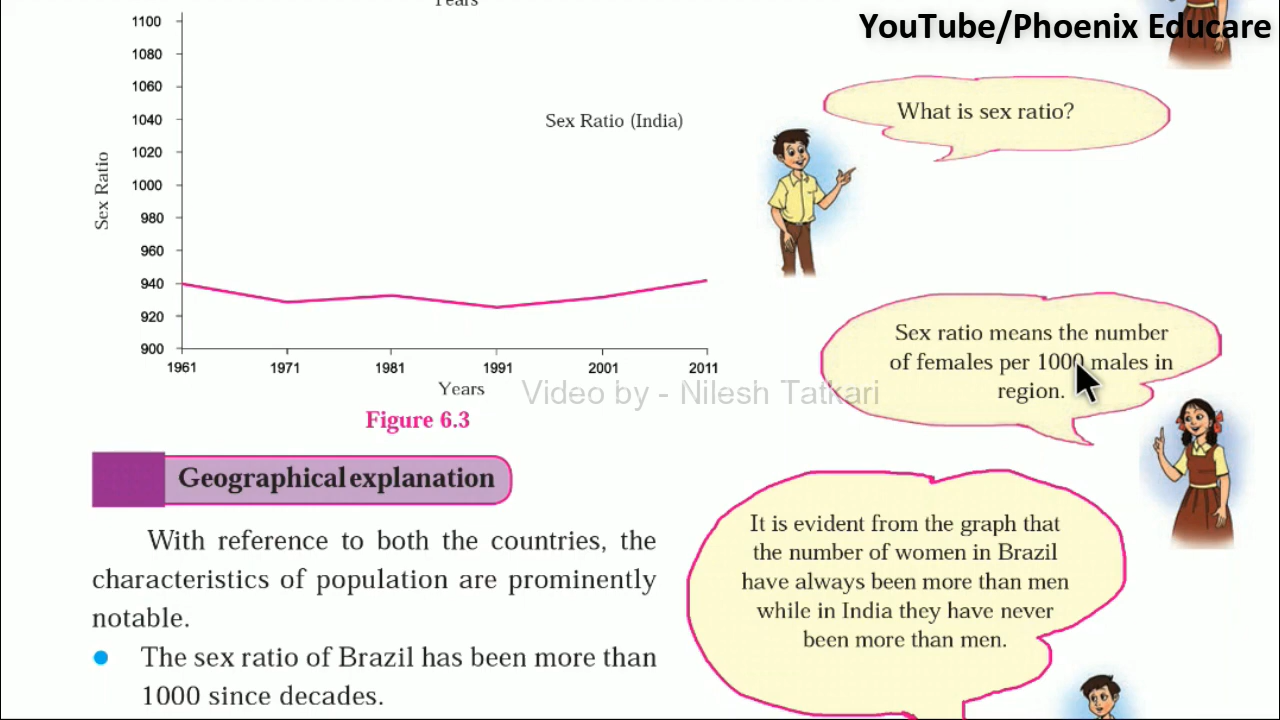 Years
YouTube/Phoenix Educare
1100
1080
1060
1040
1020
1000
980
960
940
920
900
Sex Ratio
Sex Ratio (India)
1961 1971 1981 1991 2001 2011
Years
Video by - Nilesh Tatkari
Figure 6.3
What is sex ratio?
Sex ratio means the number
of females per 1000 males in
region.
Geographical explanation
With reference to both the countries, the
characteristics of population are prominently
notable.
The sex ratio of Brazil has been more than
1000 since decades.
It is evident from the graph that
the number of women in Brazil
have always been more than men
while in India they have never
been more than men.